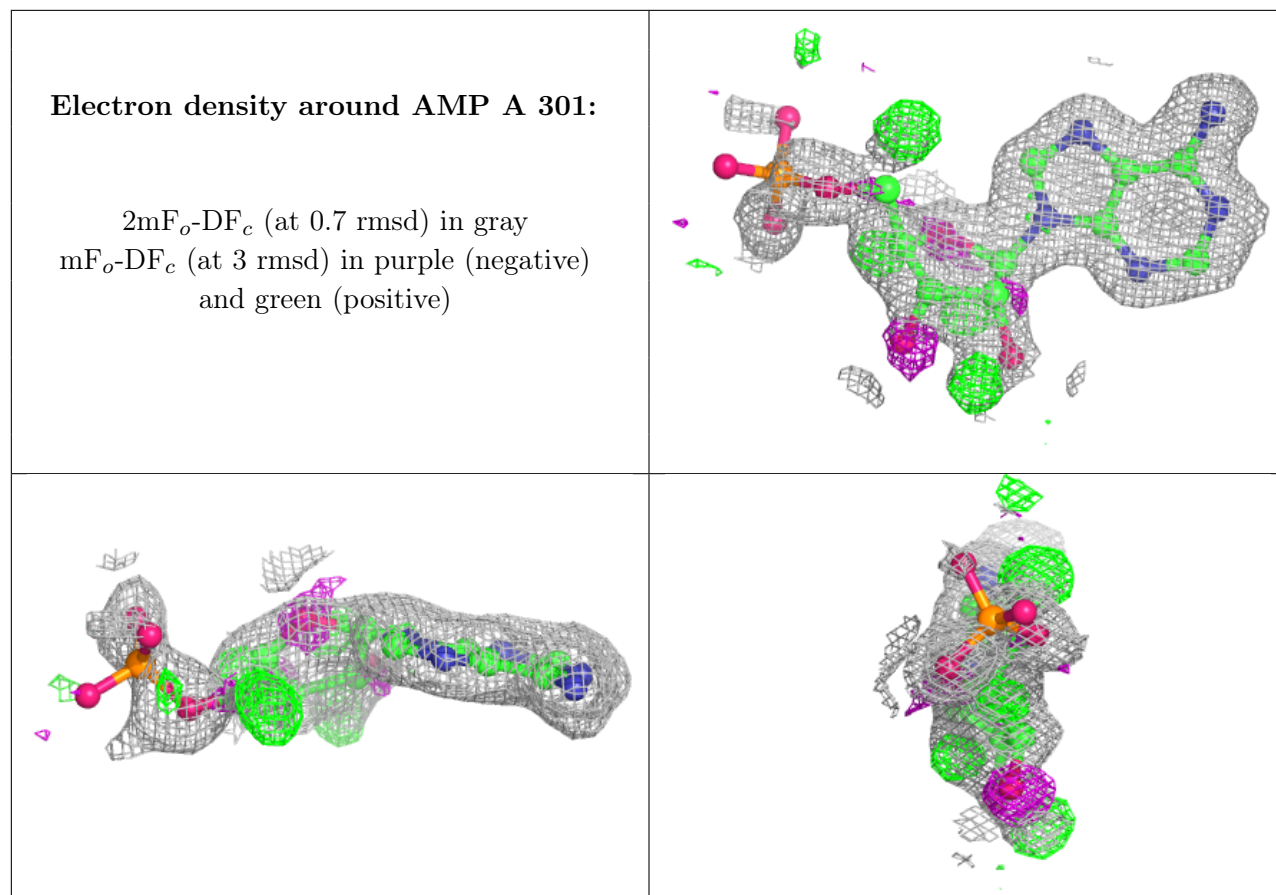 Electron density around AMP A 301:
2mFo-DFc (at 0.7 rmsd) in gray
mFo-DFc (at 3 rmsd) in purple (negative)
and green (positive)